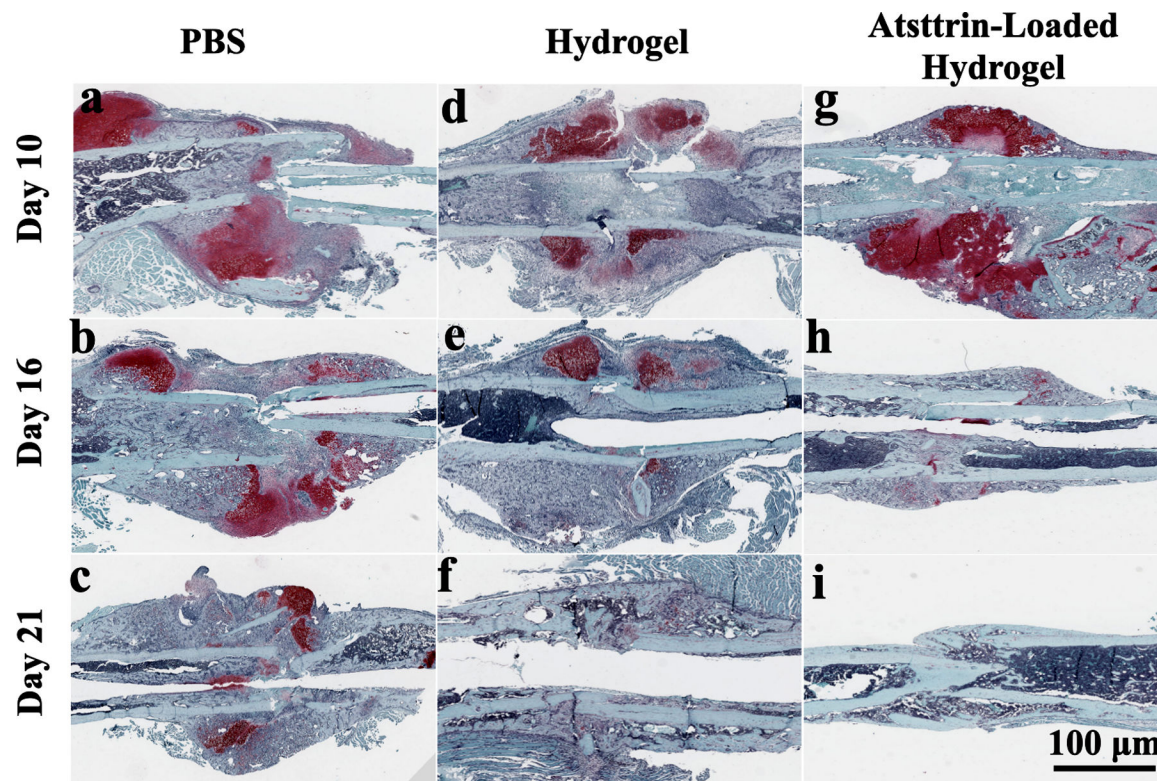 PBS
Hydrogel
Atsttrin-Loaded
Hydrogel
Day 10
a
d
g
Day 16
b
e
h
Day 21
c
f
i
100 µm